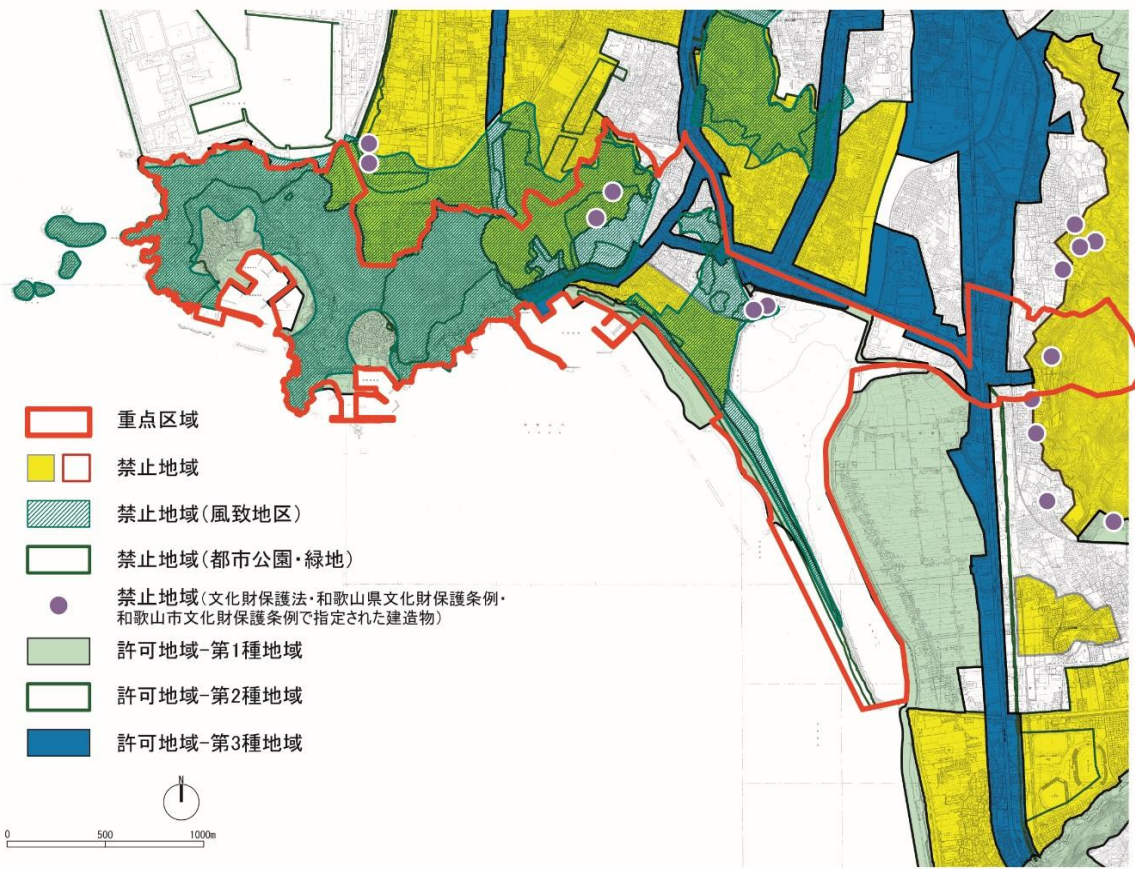 重点区域
禁止地域
禁止地域(風致地区)
禁止地域(都市公園・緑地)
禁止地域(文化財保護法・和歌山県文化財保護条例・
和歌山市文化財保護条例で指定された建造物)
許可地域-第1種地域
許可地域-第2種地域
許可地域-第3種地域
N
0 500 1000m